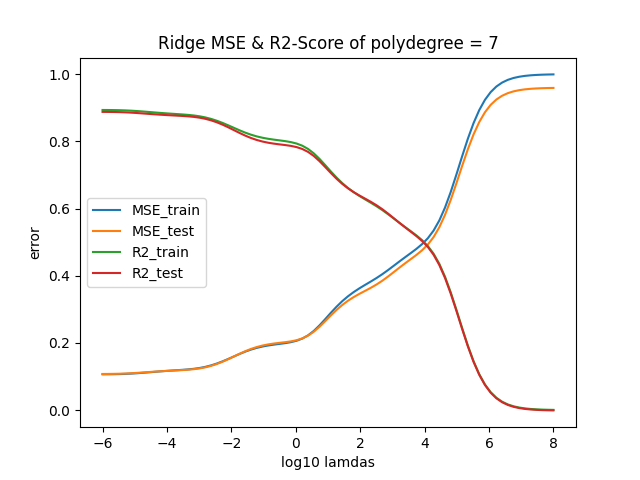 Ridge MSE & R2-Score of polydegree = 7
1.0
0.8
0.6
0.4
0.2
0.0
error
MSE_train
MSE_test
R2_train
R2_test
−6 −4 −2 0 2 4 6 8
log10 lamdas